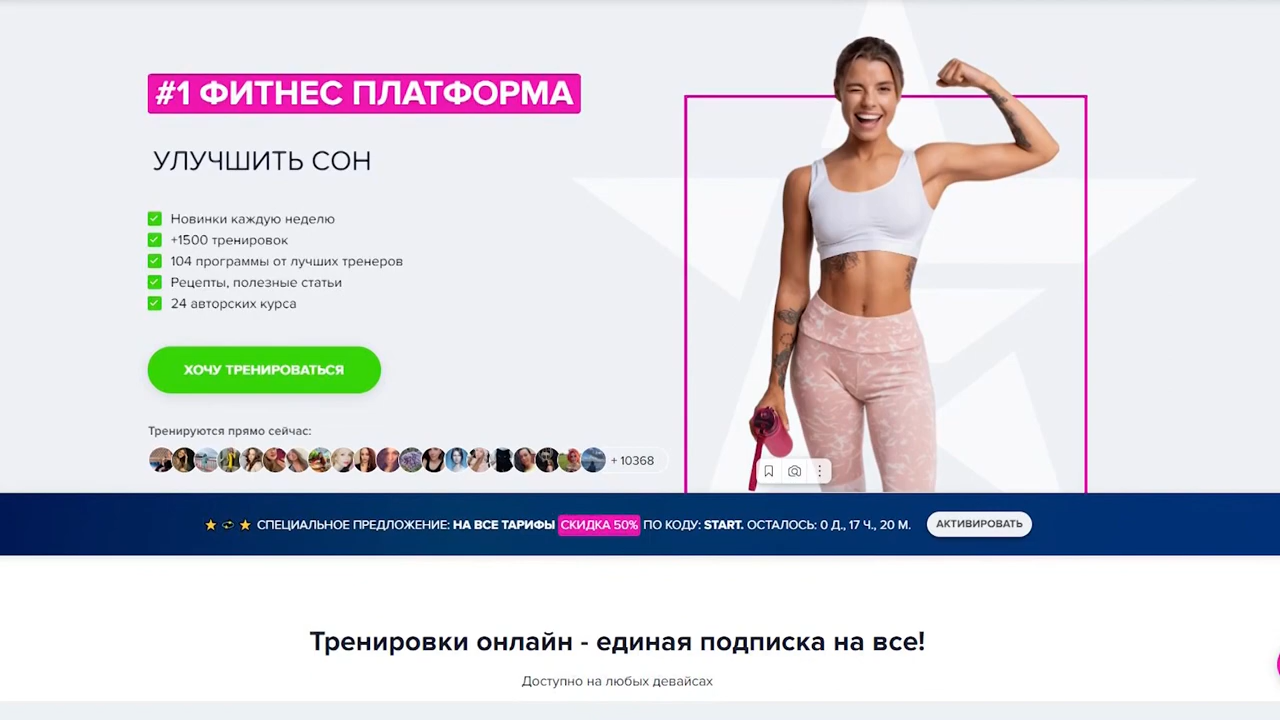 #1 ФИТНЕС ПЛАТФОРМА
УЛУЧШИТЬ СОН
Новинки каждую неделю
+1500 тренировок
104 программы от лучших тренеров
Рецепты, полезные статьи
24 авторских курса
ХОЧУ ТРЕНИРОВАТЬСЯ
Тренируются прямо сейчас:
+ 10368
СПЕЦИАЛЬНОЕ ПРЕДЛОЖЕНИЕ: НА ВСЕ ТАРИФЫ СКИДКА 50% ПО КОДУ: START. ОСТАЛОСЬ: 0 Д., 17 Ч., 20 М. АКТИВИРОВАТЬ
Тренировки онлайн - единая подписка на все!
Доступно на любых девайсах